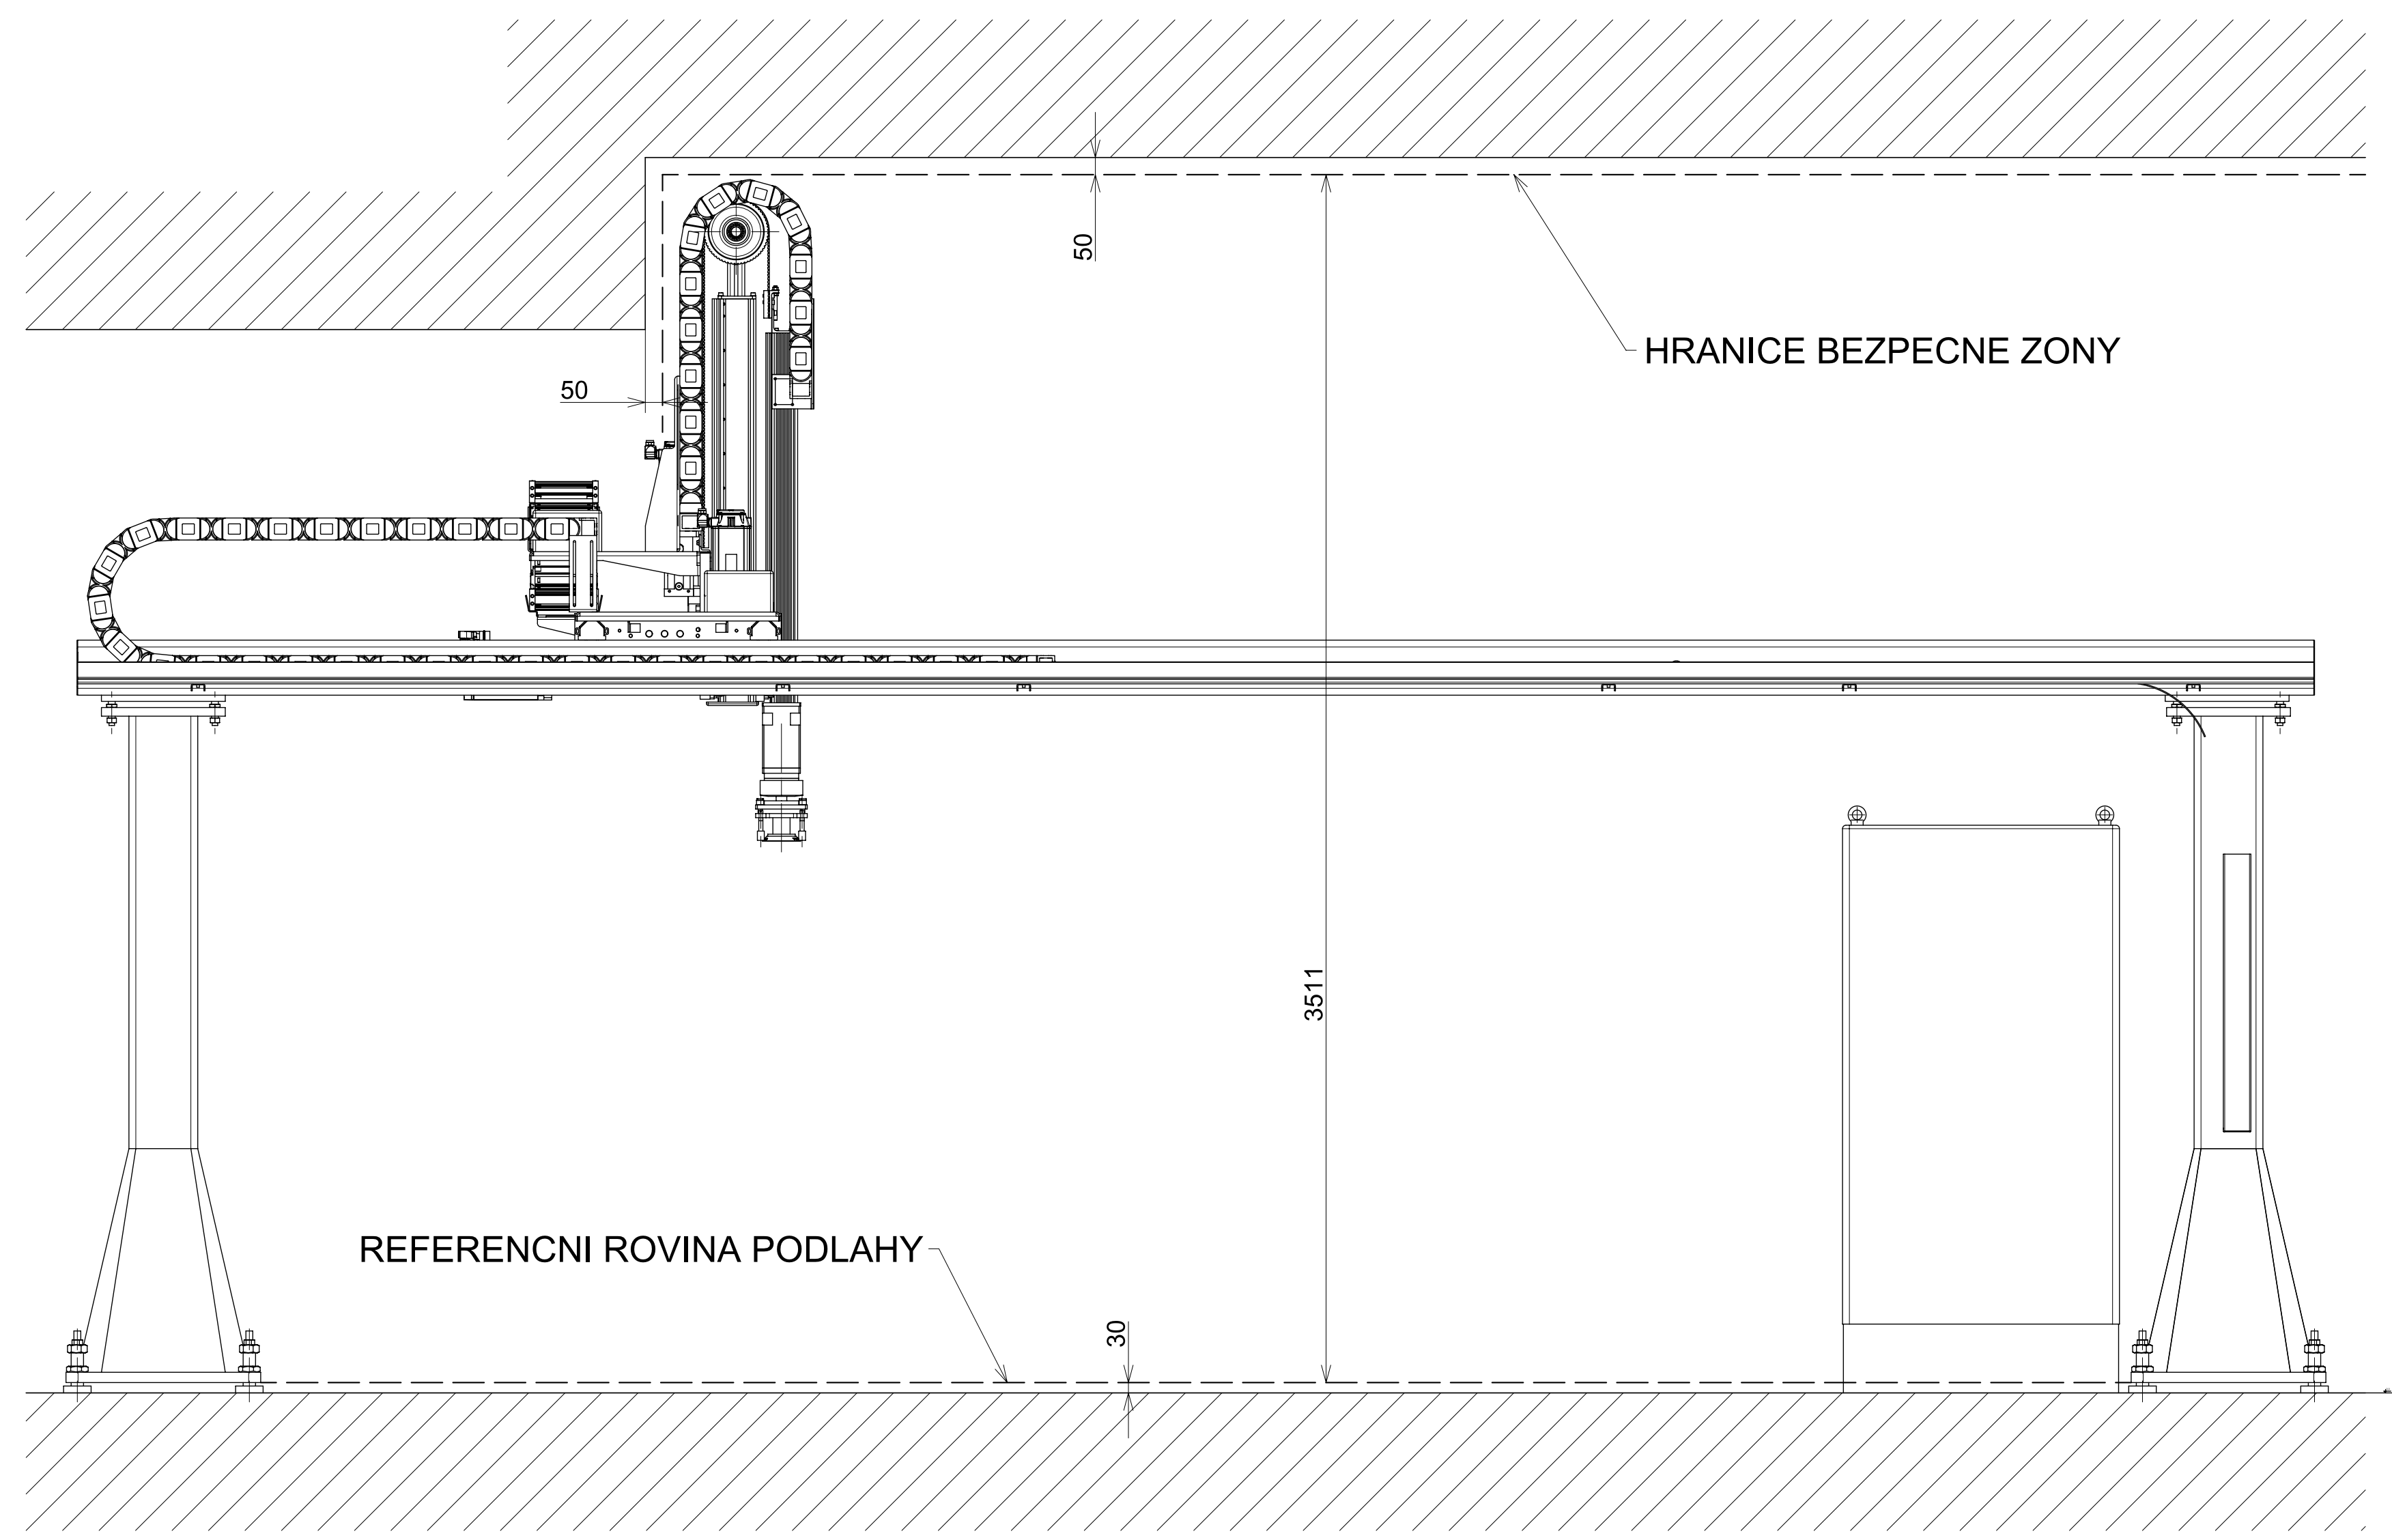 50
HRANICE BEZPECNE ZONY
50
3511
REFERENCNI ROVINA PODLAHY
30